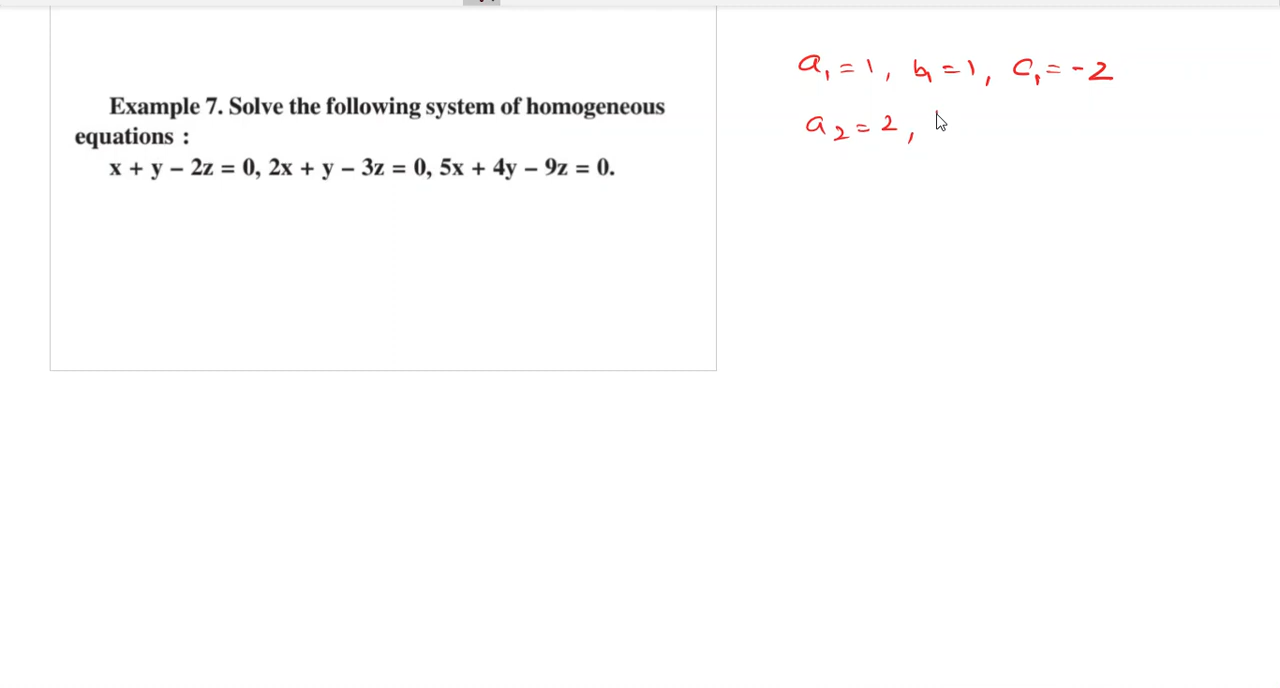 Example 7. Solve the following system of homogeneous
equations :
x + y – 2z = 0, 2x + y – 3z = 0, 5x + 4y – 9z = 0.
a₁ = 1, b₁ = 1, c₁ = -2
a₂ = 2,